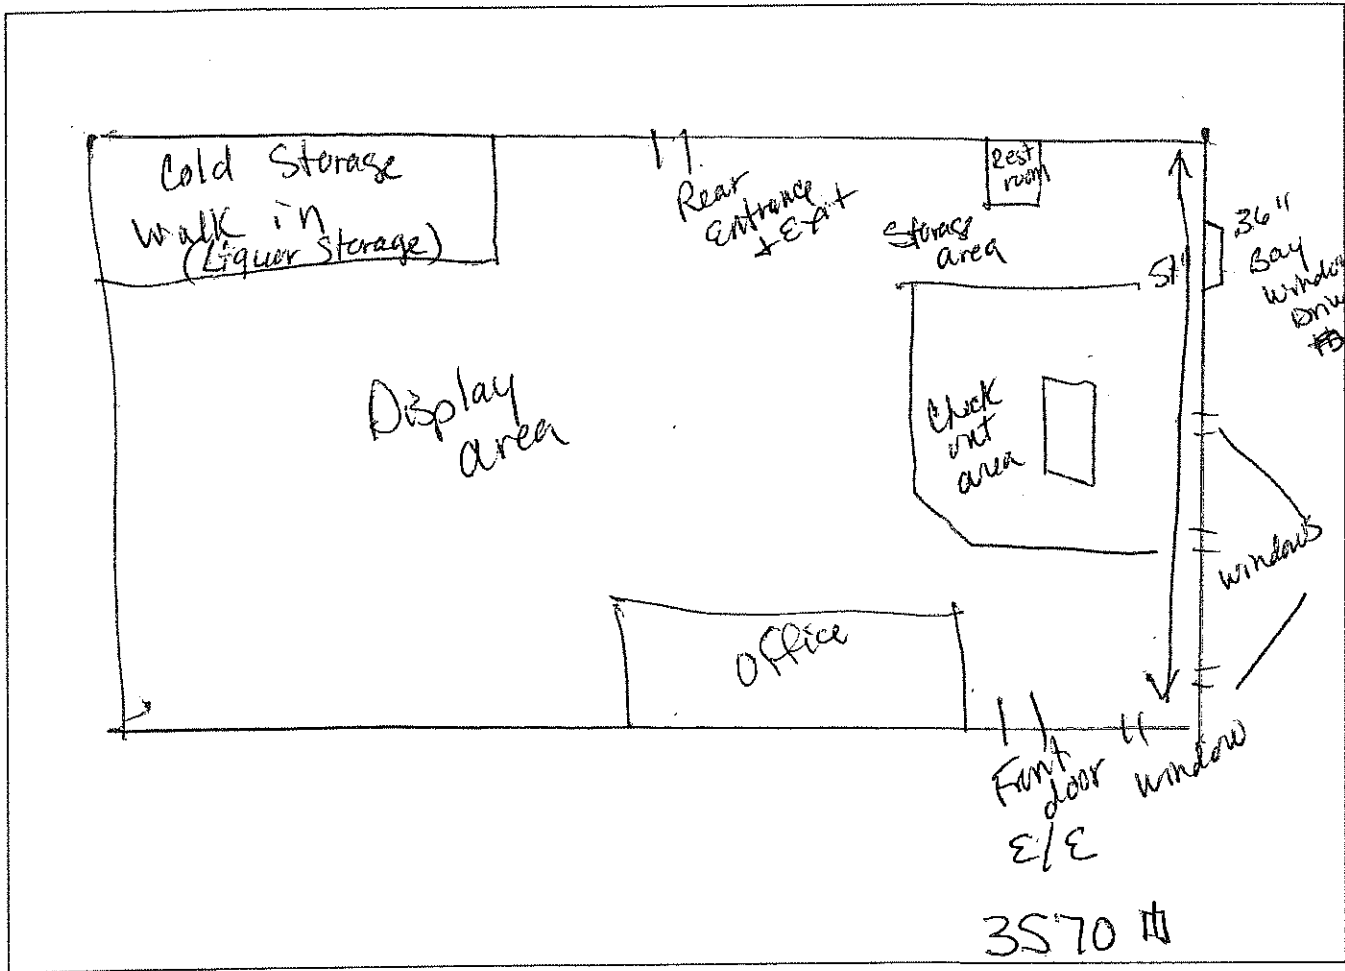 Cold Storage
Walk in
(Liquor Storage)
Rear
Entrance
+ Exit
Rest
room
Storage
area
51'
36"
Bay
window
Display
area
Check
out
area
windows
Office
Front
door
E/E
window
3570